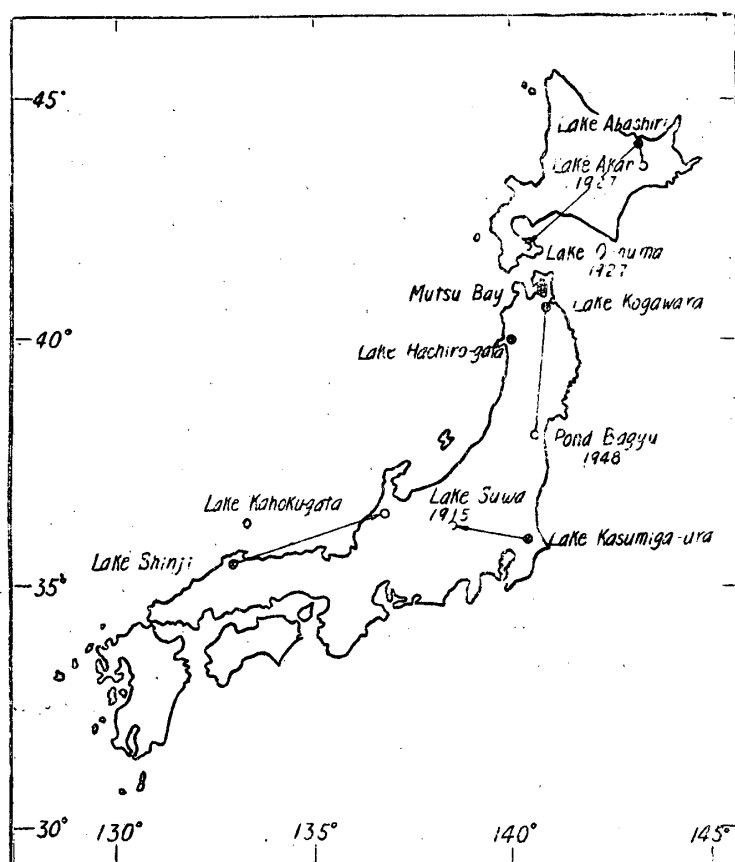 45°
Lake Abashiri
Lake Akan
1927
Lake
1927
Mutsu Bay
Lake Kogawara
40°
Lake Hachiro-gata
Pond Bagyu
1948
Lake Suwa
1915
Lake Kahoku-gata
Lake Kasumiga-ura
Lake Shinji
35°
30°
130°
135°
140°
145°